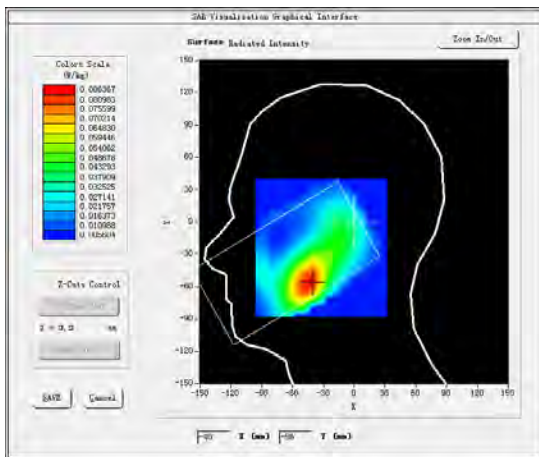 SAR Visualisation Graphical Interface
Surface Radiated Intensity
Zoom In/Out
Colors Scale
(W/kg)
0.086367
0.080983
0.075599
0.070214
0.064830
0.059446
0.054062
0.048678
0.043293
0.037909
0.032525
0.027141
0.021757
0.016373
0.010988
0.005604
150
120
90
60
30
0
-30
-60
-90
-120
-150
Y
-150 -120 -90 -60 -30 0 30 60 90 120 150
X
Z-Cuts Control
Z = 0.0 mm
SAVE
Cancel
-40 X (mm) -56 Y (mm)